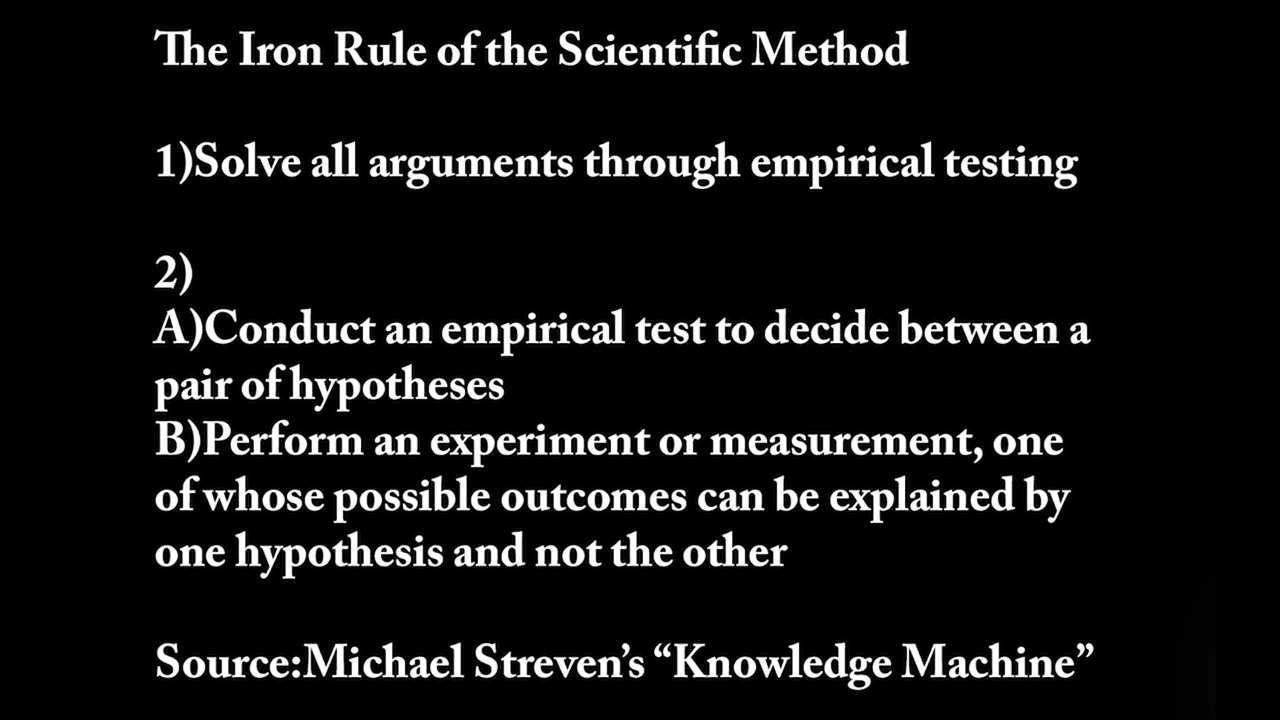 The Iron Rule of the Scientific Method
1)Solve all arguments through empirical testing
2)
A)Conduct an empirical test to decide between a
pair of hypotheses
B)Perform an experiment or measurement, one
of whose possible outcomes can be explained by
one hypothesis and not the other
Source:Michael Streven’s “Knowledge Machine”